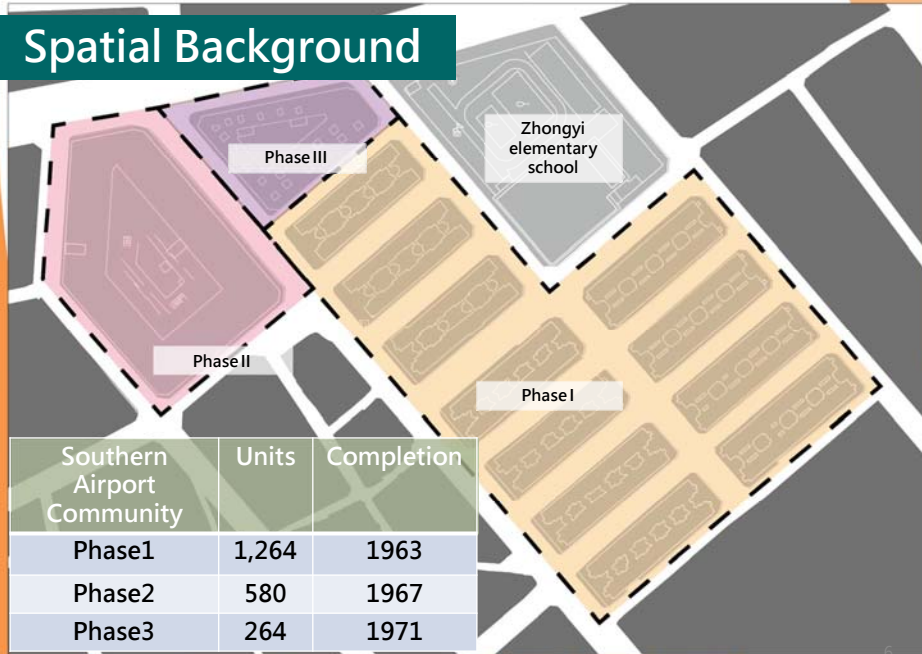 Spatial Background
Zhongyi
elementary
school
Phase III
Phase II
Phase I
Southern
Airport
Community
Units
Completion
Phase1 1,264 1963
Phase2 580 1967
Phase3 264 1971
6